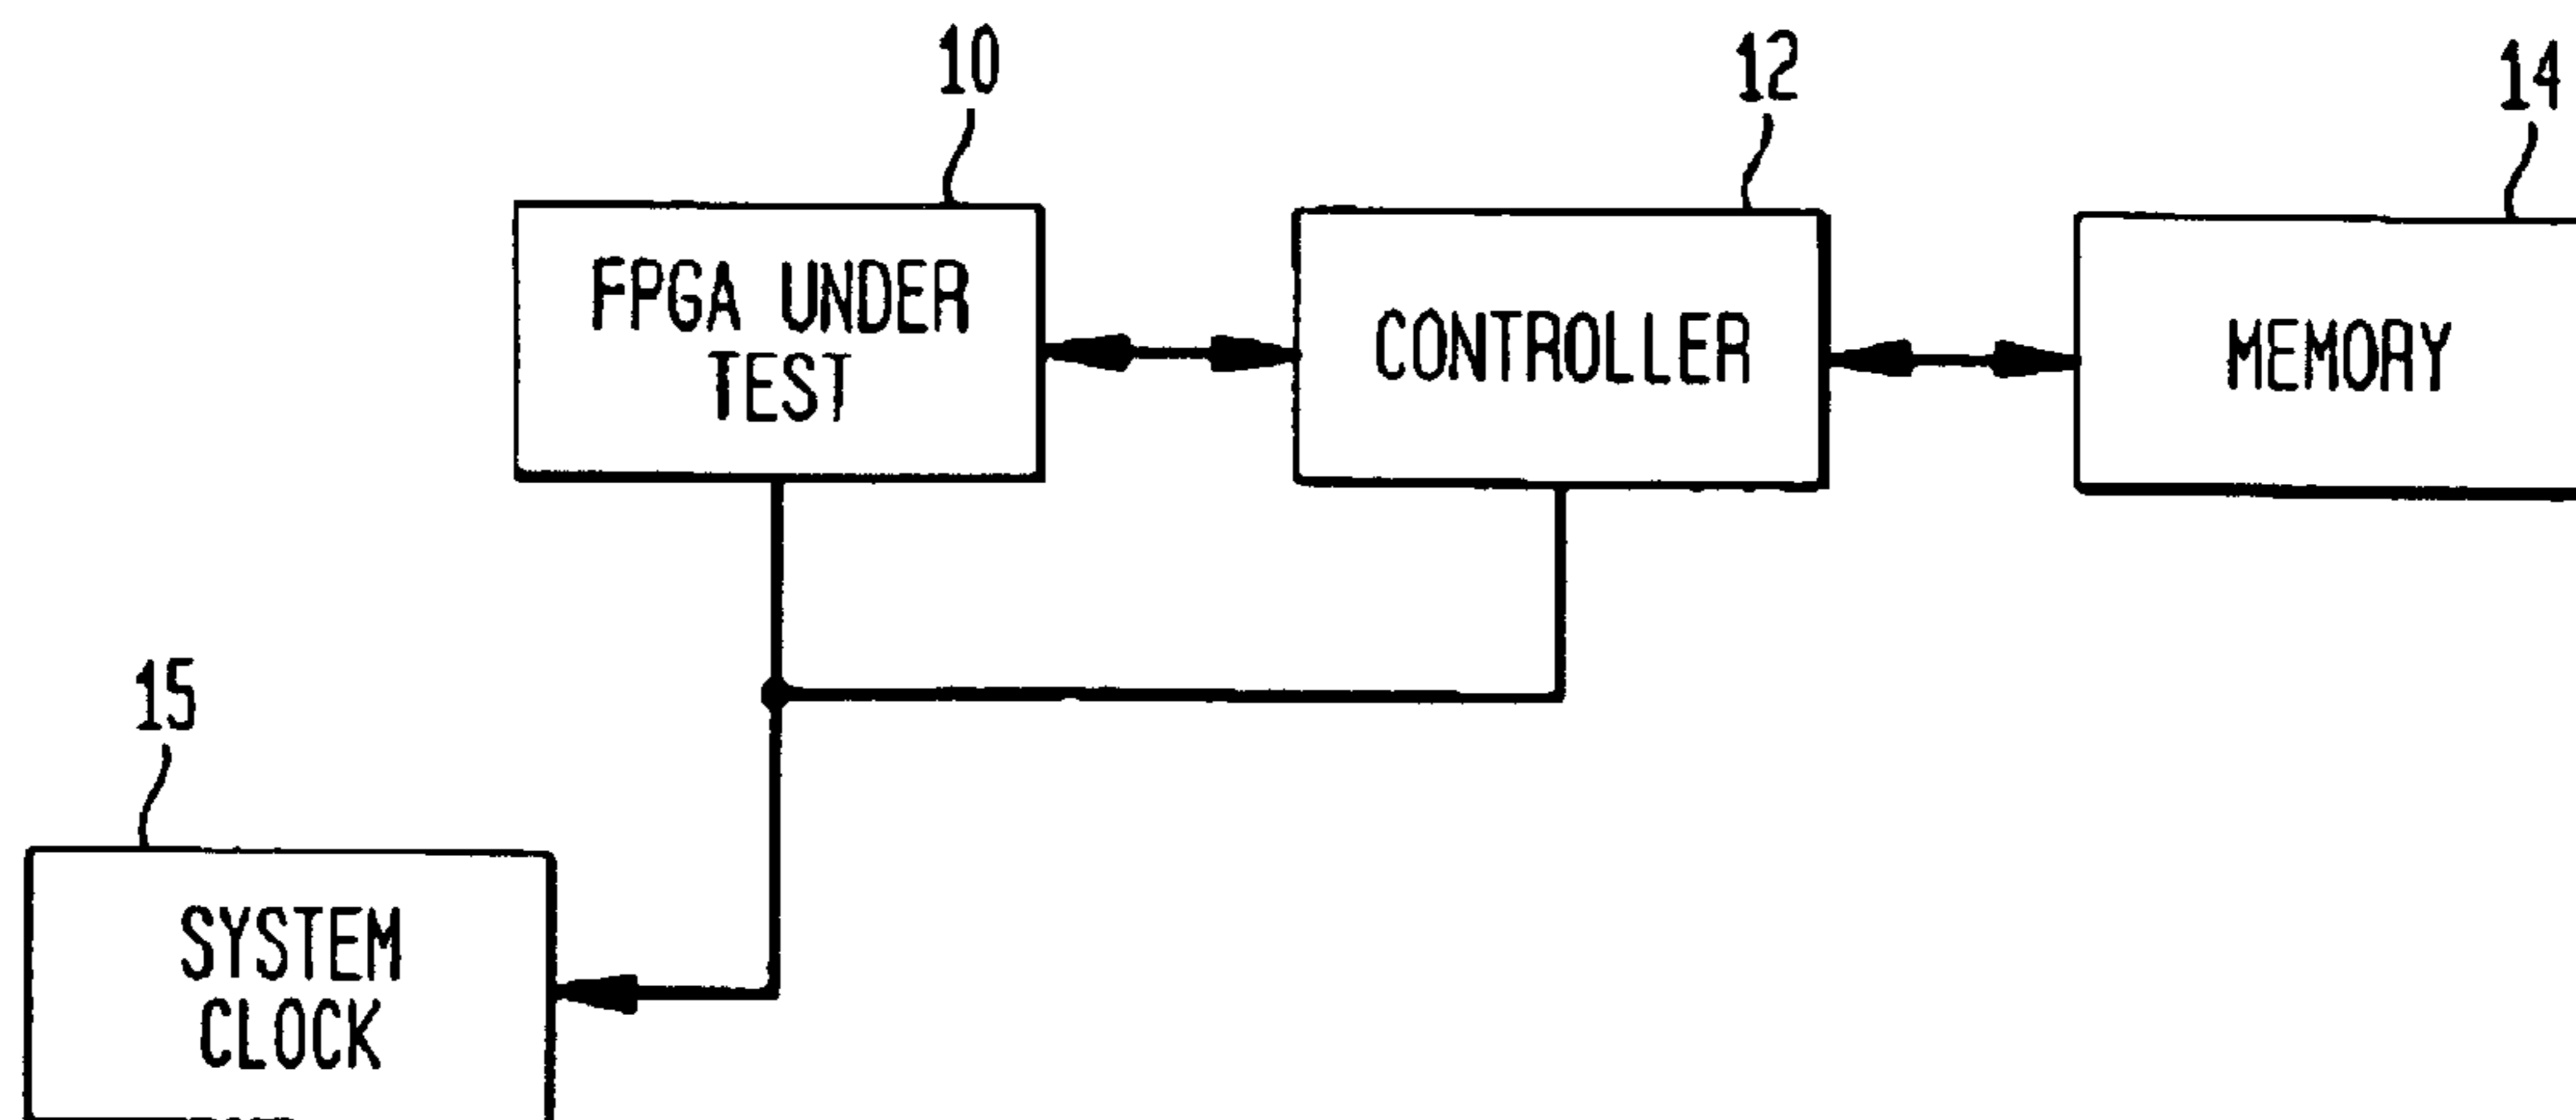 10
12
14
FPGA UNDER
TEST
CONTROLLER
MEMORY
15
SYSTEM
CLOCK